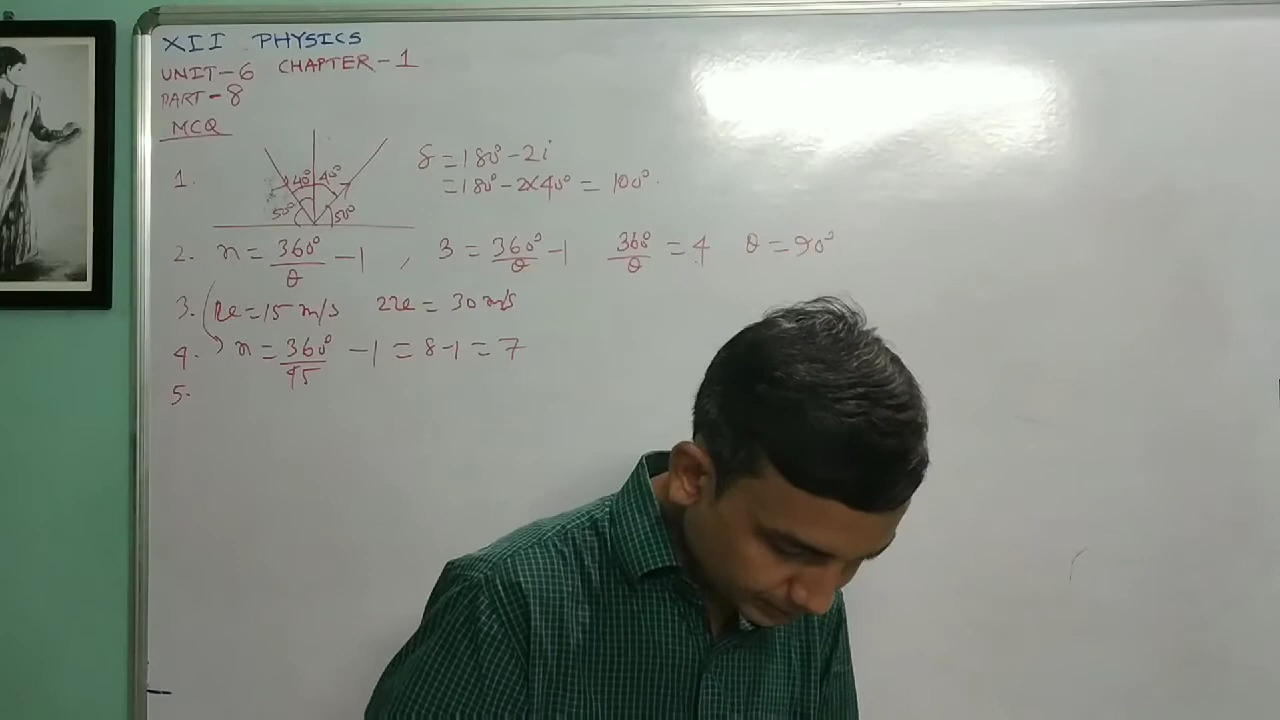 XII PHYSICS
UNIT-6 CHAPTER-1
PART-8
MCQ
1. 40° 40° 50° 50° δ = 180° - 2i
= 180° - 2×40° = 100°.
2. n = 360°/θ - 1, 3 = 360°/θ - 1 360°/θ = 4 θ = 90°
3. = 15 m/s = 30 m/s
4. n = 360°/45 - 1 = 8-1 = 7
5.